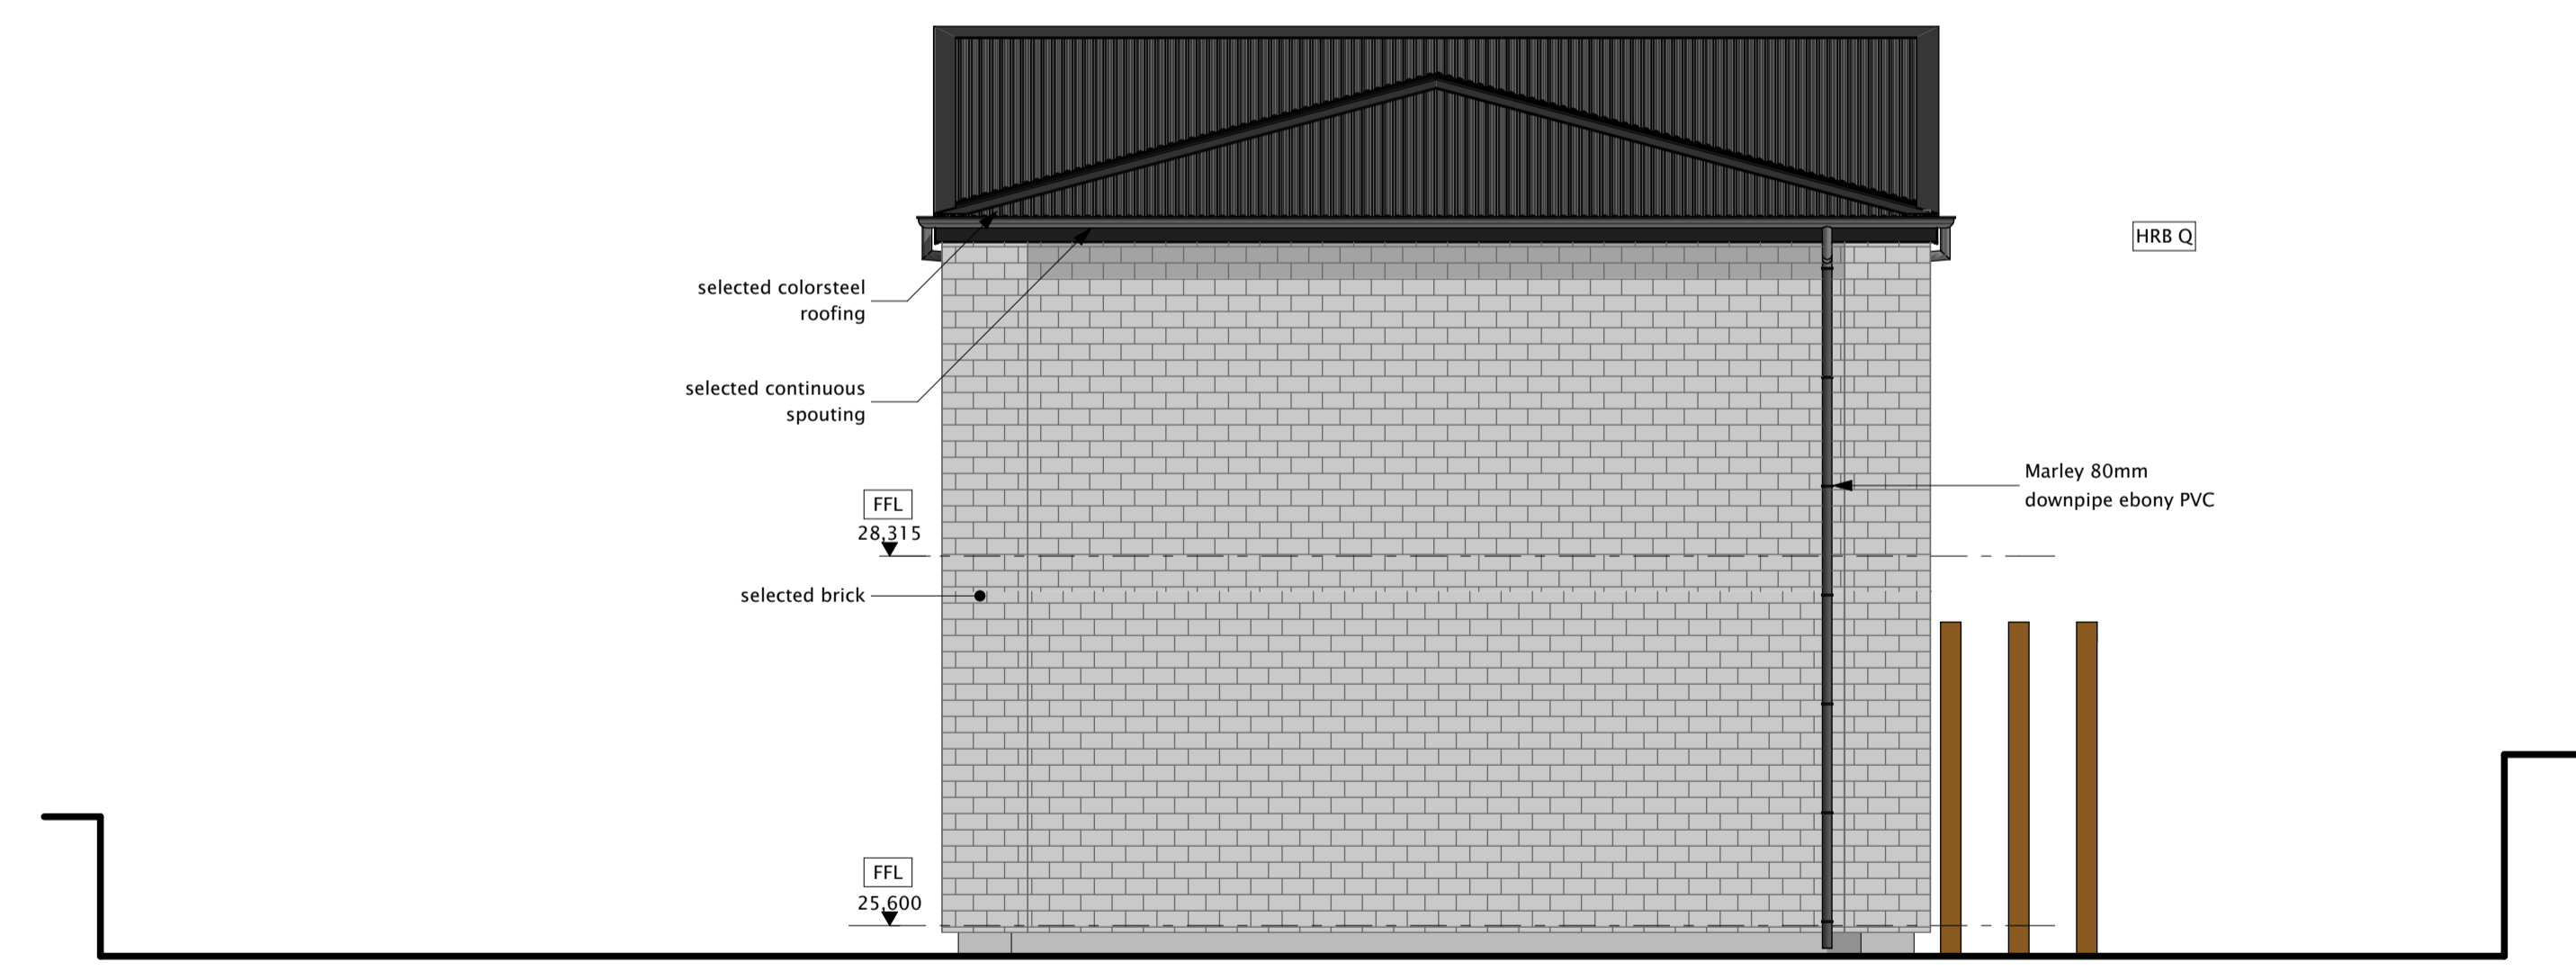 HRB Q
selected colorsteel
roofing
selected continuous
spouting
Marley 80mm
downpipe ebony PVC
FFL
28,315
selected brick
FFL
25,600